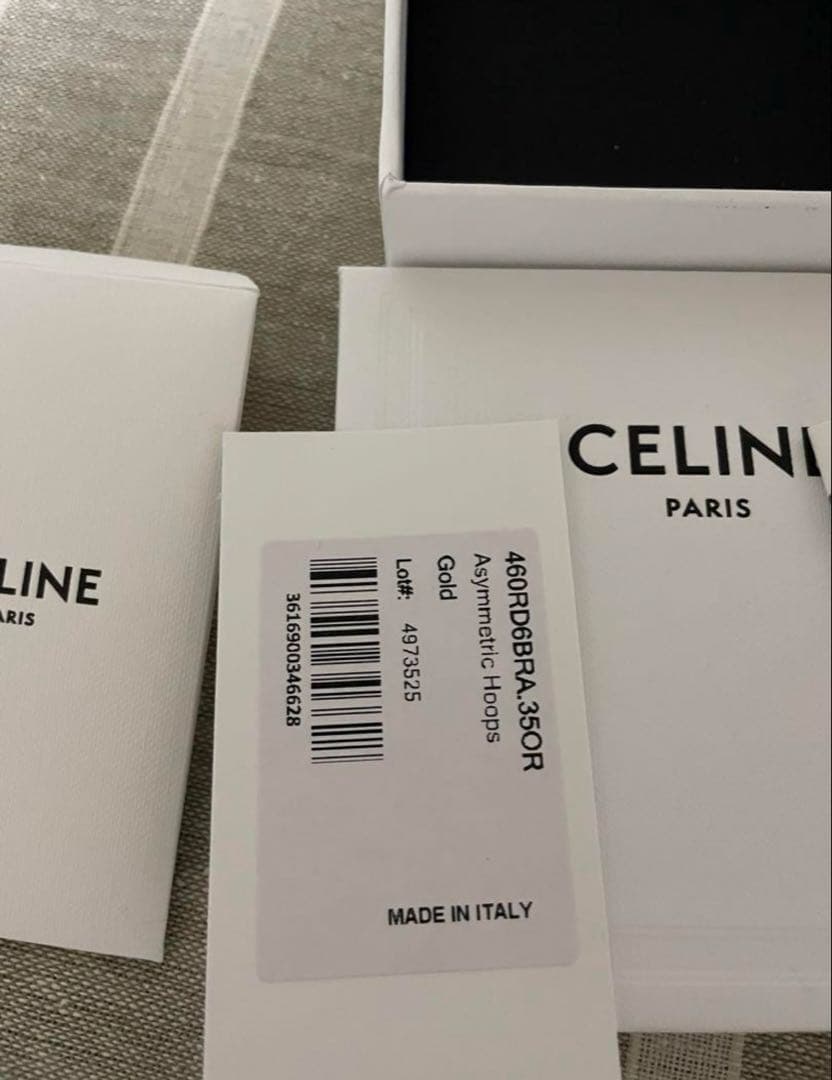 CELIN
PARIS
LINE
ARIS
460RD6BRA.35OR
Asymmetric Hoops
Gold
Lot#: 4973525
3616900346628
MADE IN ITALY